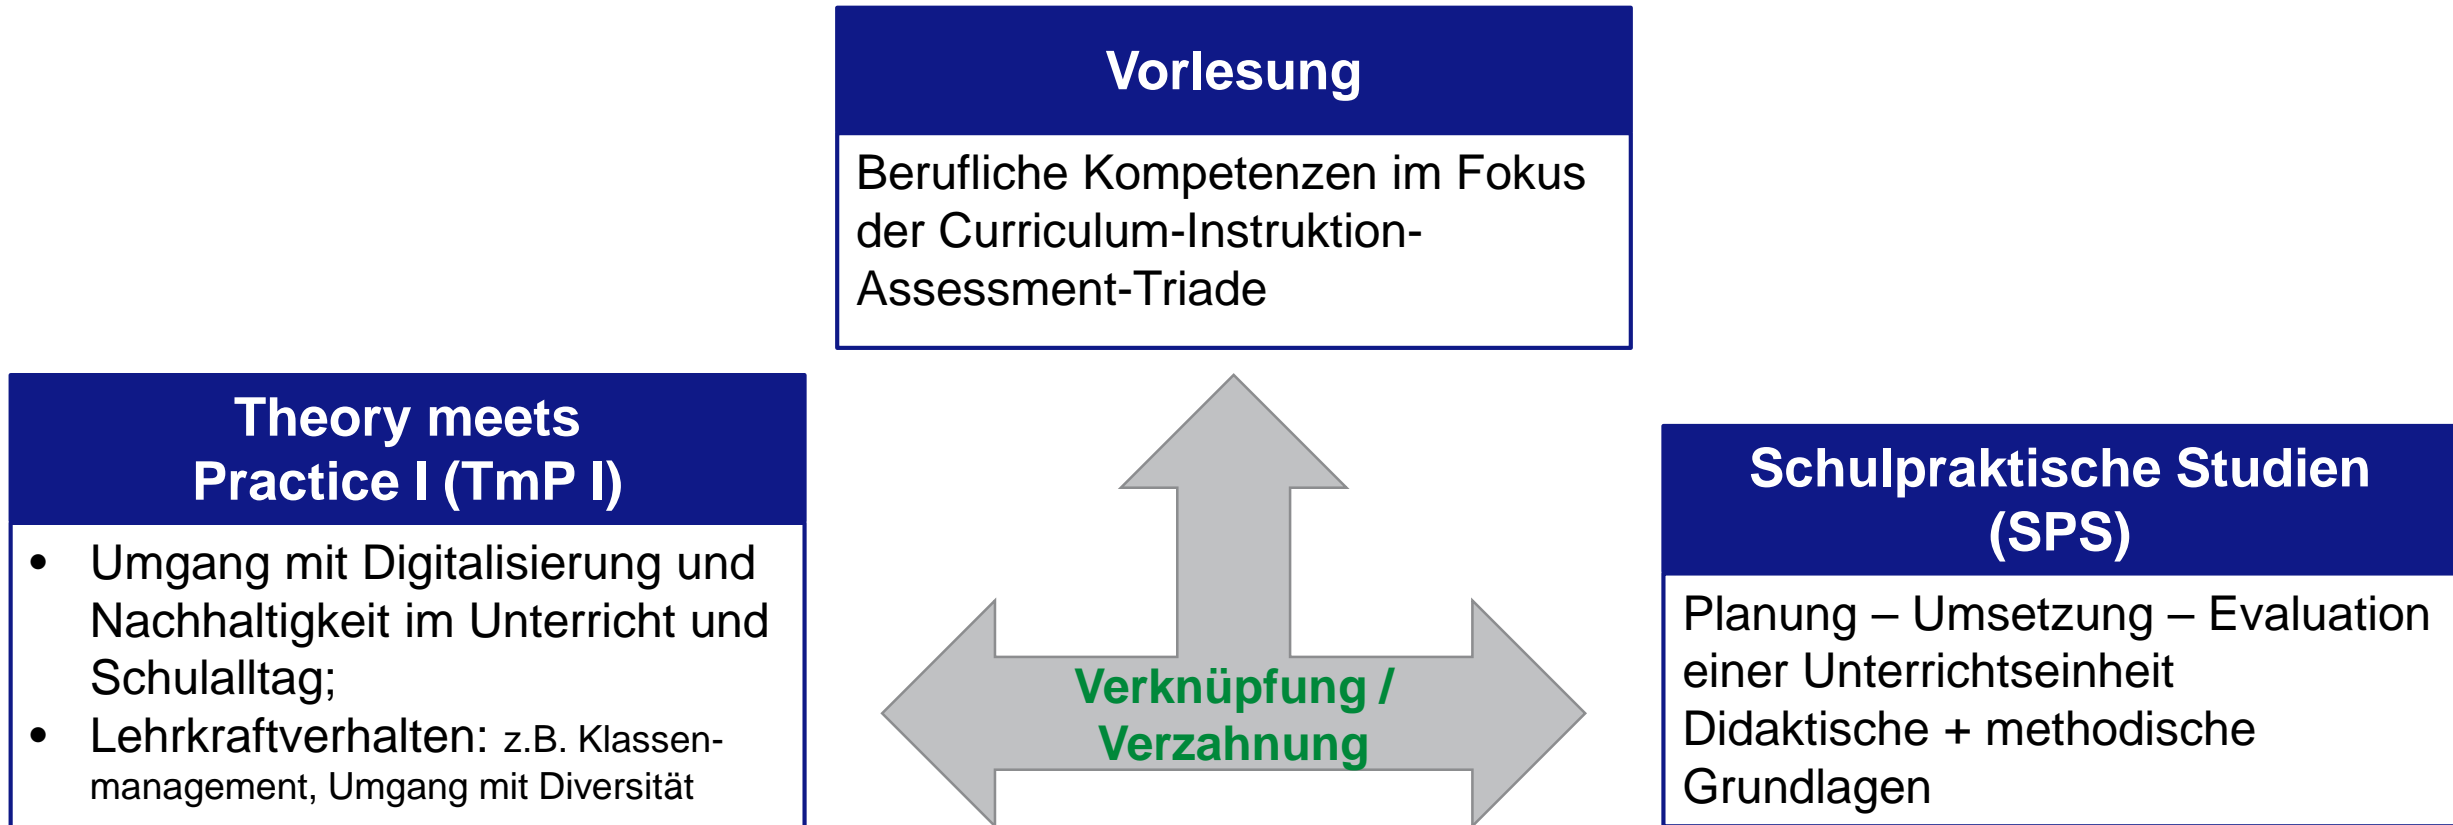 Vorlesung
Berufliche Kompetenzen im Fokus
der Curriculum-Instruktion-
Assessment-Triade
Theory meets
Practice I (TmP I)
• Umgang mit Digitalisierung und
Nachhaltigkeit im Unterricht und
Schulalltag;
• Lehrkraftverhalten: z.B. Klassen-
management, Umgang mit Diversität
Verknüpfung /
Verzahnung
Schulpraktische Studien
(SPS)
Planung – Umsetzung – Evaluation
einer Unterrichtseinheit
Didaktische + methodische
Grundlagen